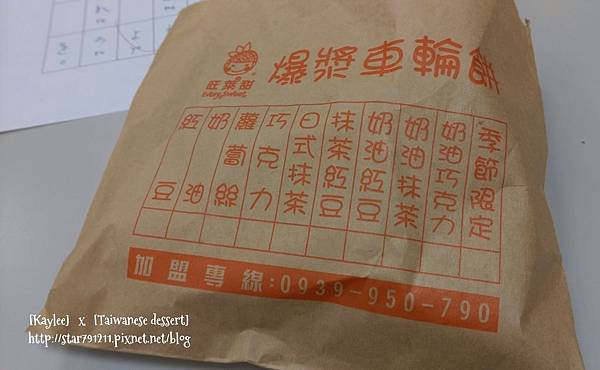 旺萊甜
EverySweet
爆漿車輪餅
紅豆
奶油
蘿蔔絲
巧克力
日式抹茶
抹茶紅豆
奶油紅豆
奶油抹茶
奶油巧克力
季節限定
加盟專線:0939-950-790
{Kaylee} x {Taiwanese dessert}
http://star791211.pixnet.net/blog